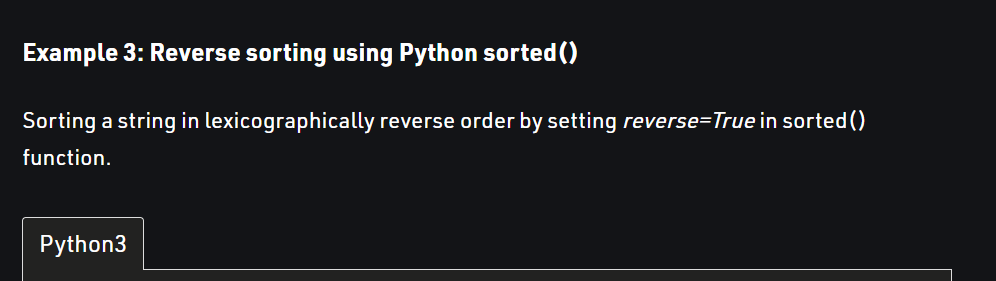 Example 3: Reverse sorting using Python sorted()
Sorting a string in lexicographically reverse order by setting reverse=True in sorted()
function.
Python3